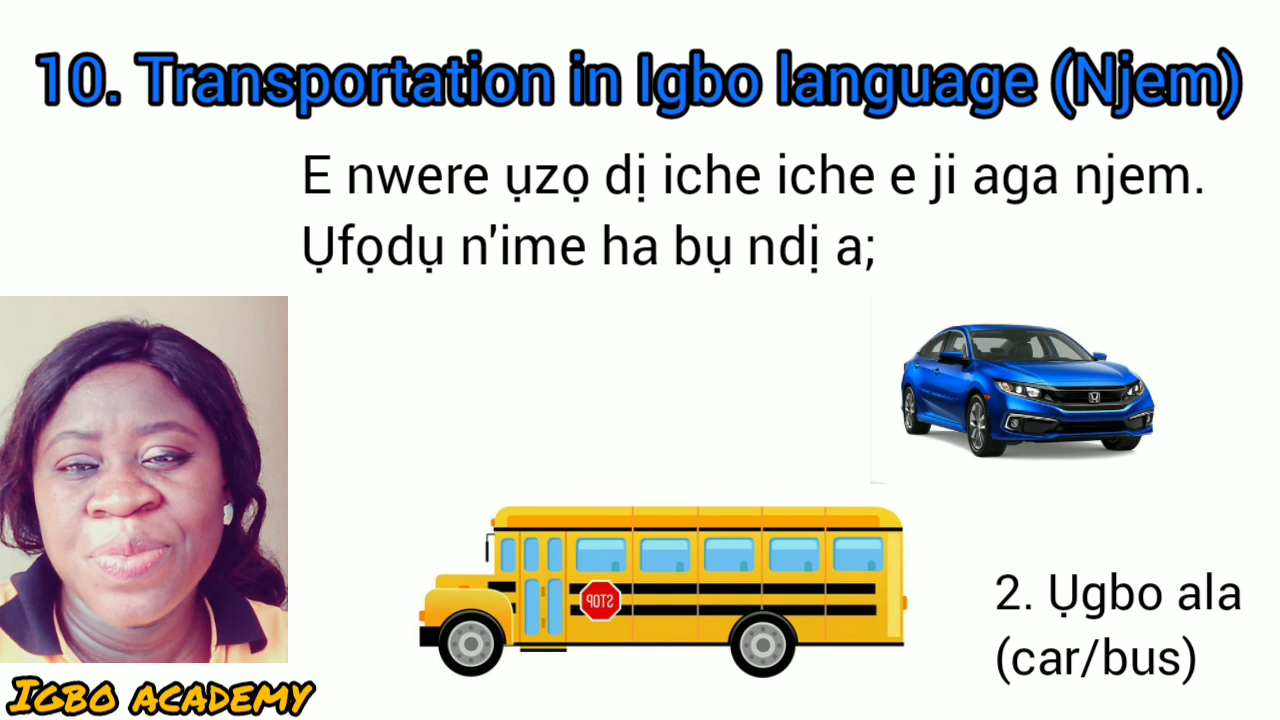 10. Transportation in Igbo language (Njem)
E nwere ụzọ dị iche iche e ji aga njem.
Ụfọdụ n'ime ha bụ ndị a;
STOP
2. Ụgbo ala
(car/bus)
IGBO ACADEMY